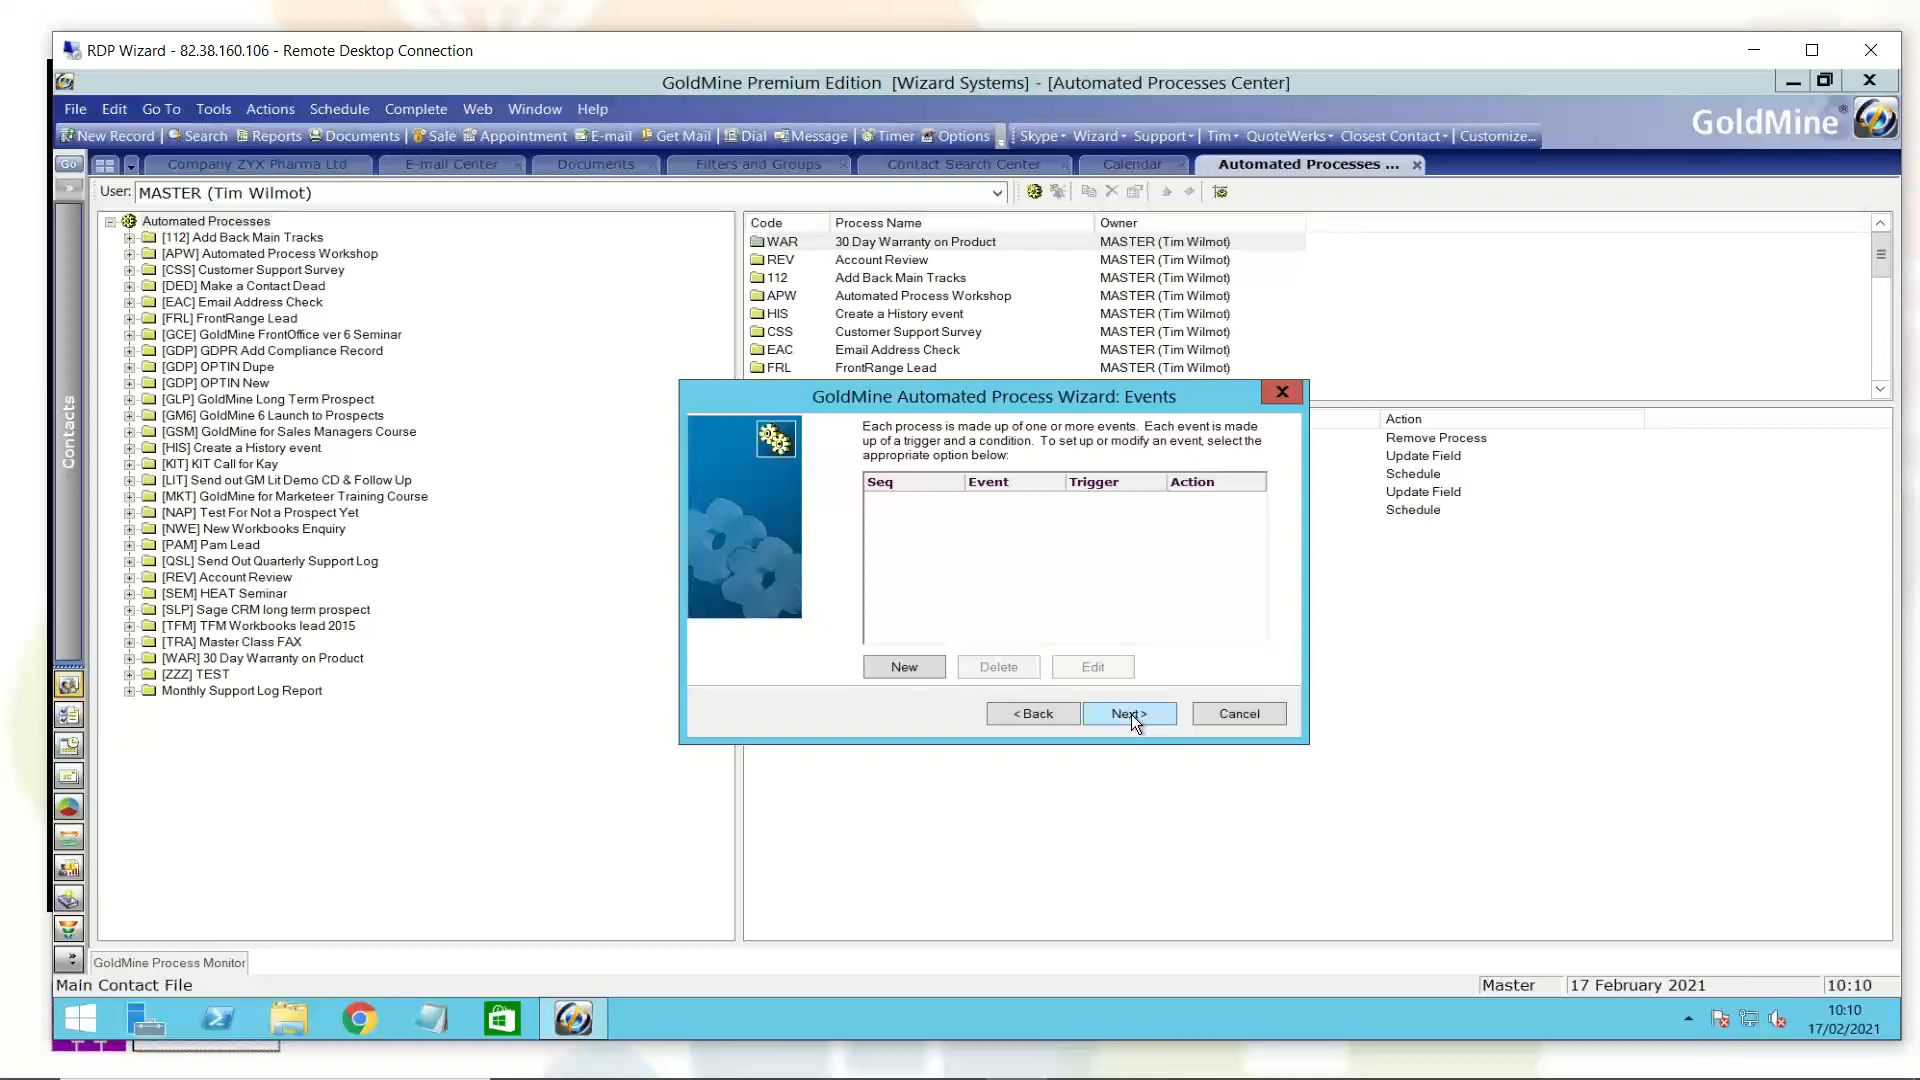 RDP Wizard - 82.38.160.106 - Remote Desktop Connection
GoldMine Premium Edition [Wizard Systems] - [Automated Processes Center]
File Edit Go To Tools Actions Schedule Complete Web Window Help
New Record Search Reports Documents Sale Appointment E-mail Get Mail Dial Message Timer Options Skype Wizard Support Tim QuoteWerks Closest Contact Customize...
GoldMine
Go Company ZYX Pharma Ltd E-mail Center Documents Filters and Groups Contact Search Center Calendar Automated Processes ...
User: MASTER (Tim Wilmot)
Contacts
Automated Processes
[112] Add Back Main Tracks
[APW] Automated Process Workshop
[CSS] Customer Support Survey
[DED] Make a Contact Dead
[EAC] Email Address Check
[FRL] FrontRange Lead
[GCE] GoldMine FrontOffice ver 6 Seminar
[GDP] GDPR Add Compliance Record
[GDP] OPTIN Dupe
[GDP] OPTIN New
[GLP] GoldMine Long Term Prospect
[GM6] GoldMine 6 Launch to Prospects
[GSM] GoldMine for Sales Managers Course
[HIS] Create a History event
[KIT] KIT Call for Kay
[LIT] Send out GM Lit Demo CD & Follow Up
[MKT] GoldMine for Marketeer Training Course
[NAP] Test For Not a Prospect Yet
[NWE] New Workbooks Enquiry
[PAM] Pam Lead
[QSL] Send Out Quarterly Support Log
[REV] Account Review
[SEM] HEAT Seminar
[SLP] Sage CRM long term prospect
[TFM] TFM Workbooks lead 2015
[TRA] Master Class FAX
[WAR] 30 Day Warranty on Product
[ZZZ] TEST
Monthly Support Log Report
Code Process Name Owner
WAR 30 Day Warranty on Product MASTER (Tim Wilmot)
REV Account Review MASTER (Tim Wilmot)
112 Add Back Main Tracks MASTER (Tim Wilmot)
APW Automated Process Workshop MASTER (Tim Wilmot)
HIS Create a History event MASTER (Tim Wilmot)
CSS Customer Support Survey MASTER (Tim Wilmot)
EAC Email Address Check MASTER (Tim Wilmot)
FRL FrontRange Lead MASTER (Tim Wilmot)
Action
Remove Process
Update Field
Schedule
Update Field
Schedule
GoldMine Automated Process Wizard: Events
Each process is made up of one or more events. Each event is made
up of a trigger and a condition. To set up or modify an event, select the
appropriate option below:
Seq Event Trigger Action
New Delete Edit
< Back Next > Cancel
GoldMine Process Monitor
Main Contact File Master 17 February 2021 10:10
10:10
17/02/2021